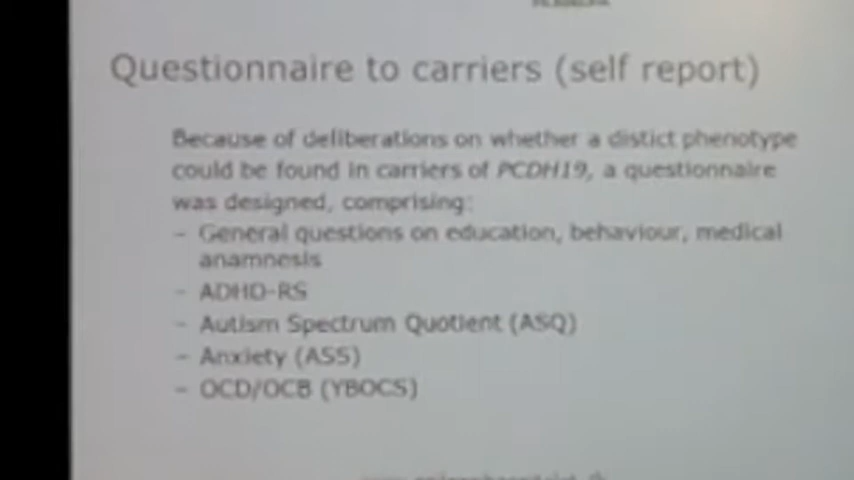 Questionnaire to carriers (self report)
Because of deliberations on whether a distict phenotype
could be found in carriers of PCDH19, a questionnaire
was designed, comprising:
– General questions on education, behaviour, medical
anamnesis
– ADHD-RS
– Autism Spectrum Quotient (ASQ)
– Anxiety (ASS)
– OCD/OCB (YBOCS)